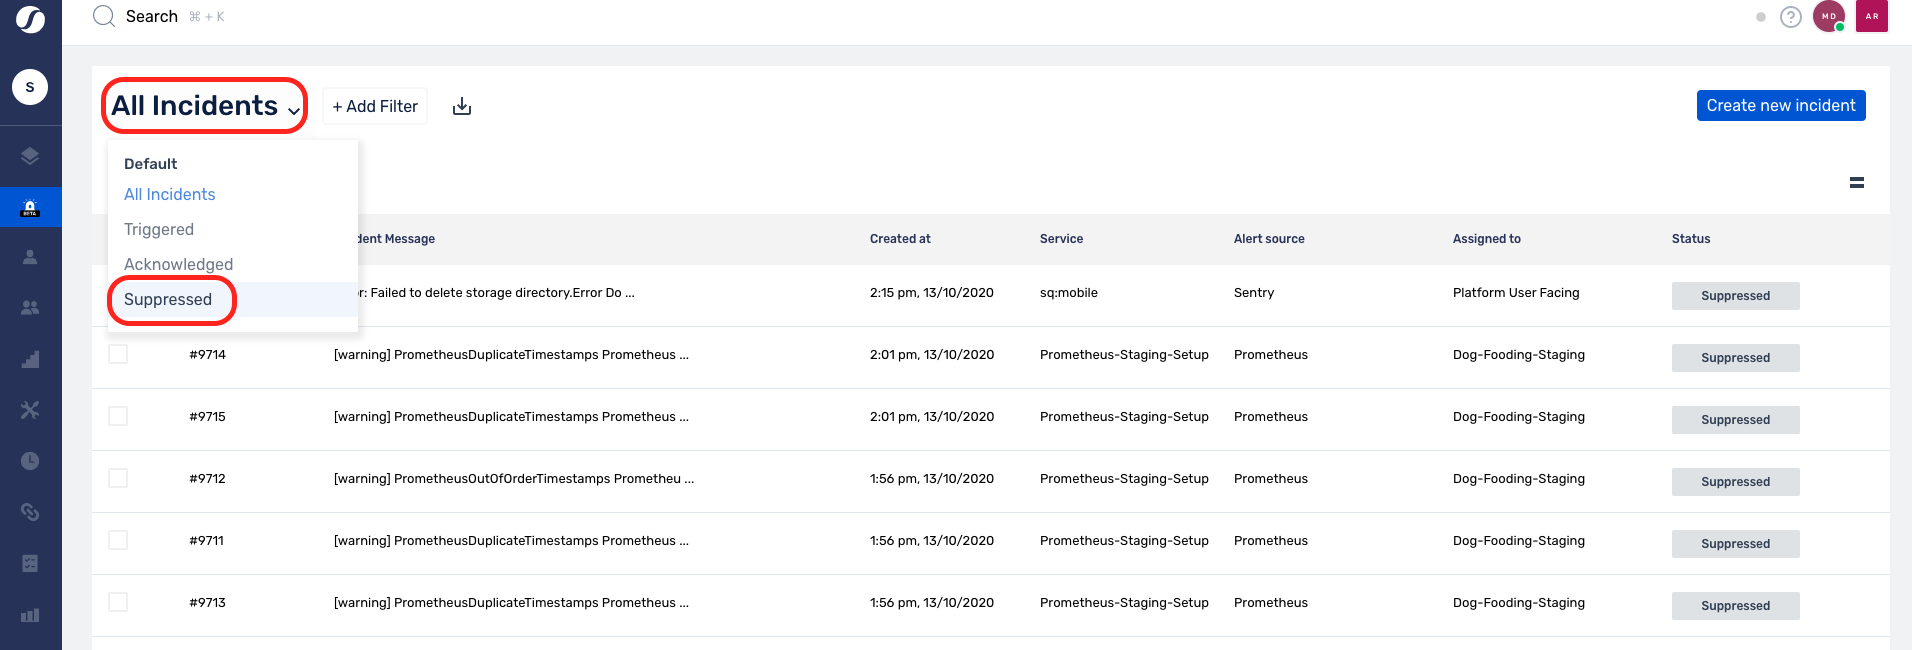 Search ⌘ + K
MD
AR
S
All Incidents
+ Add Filter
Create new incident
Default
All Incidents
Triggered
Acknowledged
Suppressed
BETA
dent Message Created at Service Alert source Assigned to Status
r: Failed to delete storage directory.Error Do ... 2:15 pm, 13/10/2020 sq:mobile Sentry Platform User Facing Suppressed
#9714 [warning] PrometheusDuplicateTimestamps Prometheus ... 2:01 pm, 13/10/2020 Prometheus-Staging-Setup Prometheus Dog-Fooding-Staging Suppressed
#9715 [warning] PrometheusDuplicateTimestamps Prometheus ... 2:01 pm, 13/10/2020 Prometheus-Staging-Setup Prometheus Dog-Fooding-Staging Suppressed
#9712 [warning] PrometheusOutOfOrderTimestamps Prometheu ... 1:56 pm, 13/10/2020 Prometheus-Staging-Setup Prometheus Dog-Fooding-Staging Suppressed
#9711 [warning] PrometheusDuplicateTimestamps Prometheus ... 1:56 pm, 13/10/2020 Prometheus-Staging-Setup Prometheus Dog-Fooding-Staging Suppressed
#9713 [warning] PrometheusDuplicateTimestamps Prometheus ... 1:56 pm, 13/10/2020 Prometheus-Staging-Setup Prometheus Dog-Fooding-Staging Suppressed